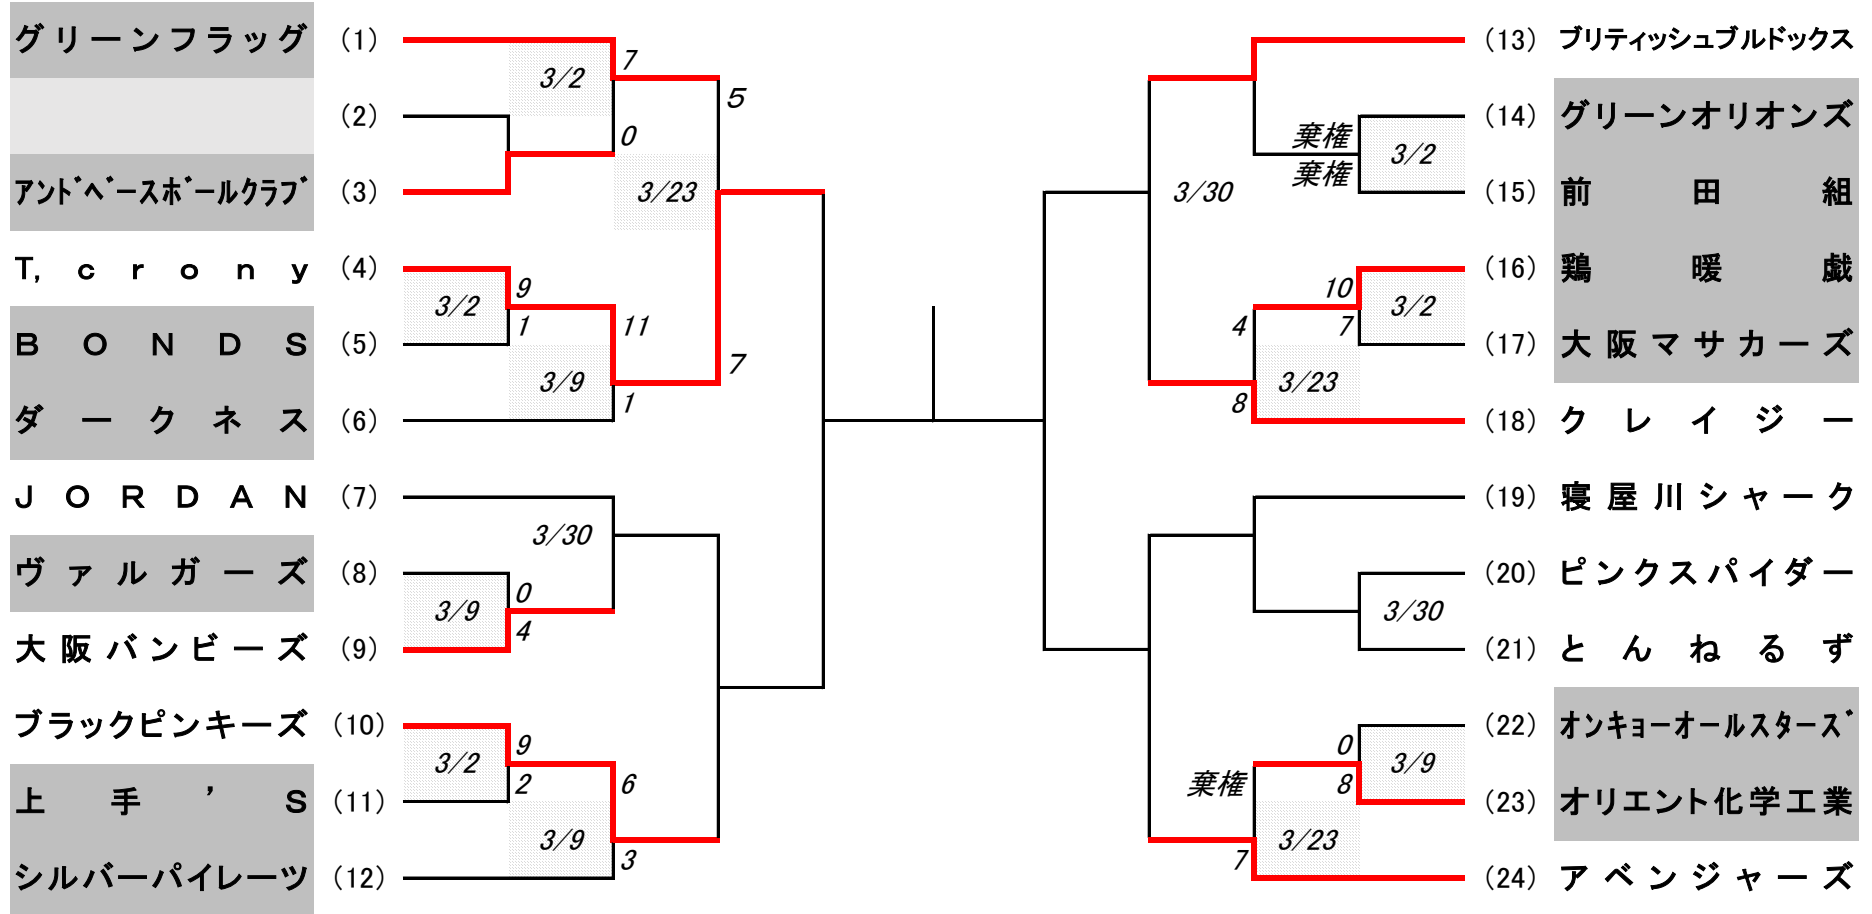 グリーンフラッグ (1) 7 (13) ブリティッシュブルドックス
3/2 5
(2) 0 棄権 (14) グリーンオリオンズ
3/2
アンドベースボールクラブ (3) 3/23 3/30 棄権 (15) 前田組
T, crony (4) 9 10 (16) 鶏暖戯
3/2 3/2
BONDS (5) 1 11 4 7 (17) 大阪マサカーズ
3/9 7 3/23
ダークネス (6) 1 8 (18) クレイジー
JORDAN (7) (19) 寝屋川シャーク
3/30
ヴァルガーズ (8) 0 (20) ピンクスパイダー
3/9 3/30
大阪バンビーズ (9) 4 (21) とんねるず
ブラックピンキーズ (10) 9 0 (22) オンキョーオールスターズ
3/2 3/9
上手'S (11) 2 6 棄権 8 (23) オリエント化学工業
3/9 3/23
シルバーパイレーツ (12) 3 7 (24) アベンジャーズ